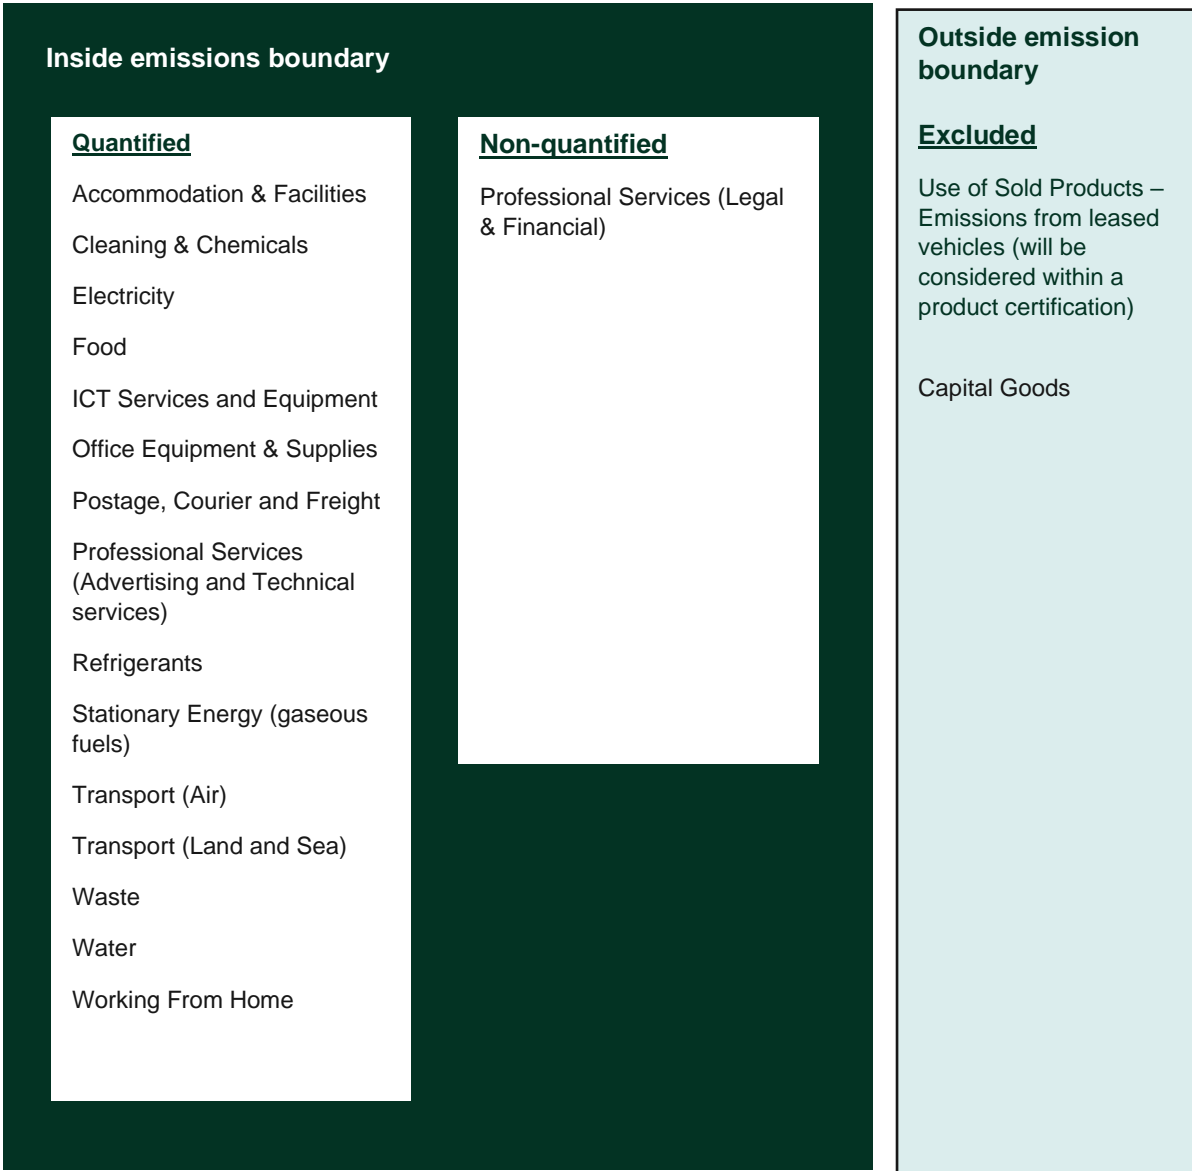 Inside emissions boundary
Quantified
Accommodation & Facilities
Cleaning & Chemicals
Electricity
Food
ICT Services and Equipment
Office Equipment & Supplies
Postage, Courier and Freight
Professional Services
(Advertising and Technical
services)
Refrigerants
Stationary Energy (gaseous
fuels)
Transport (Air)
Transport (Land and Sea)
Waste
Water
Working From Home
Non-quantified
Professional Services (Legal
& Financial)
Outside emission
boundary
Excluded
Use of Sold Products –
Emissions from leased
vehicles (will be
considered within a
product certification)
Capital Goods